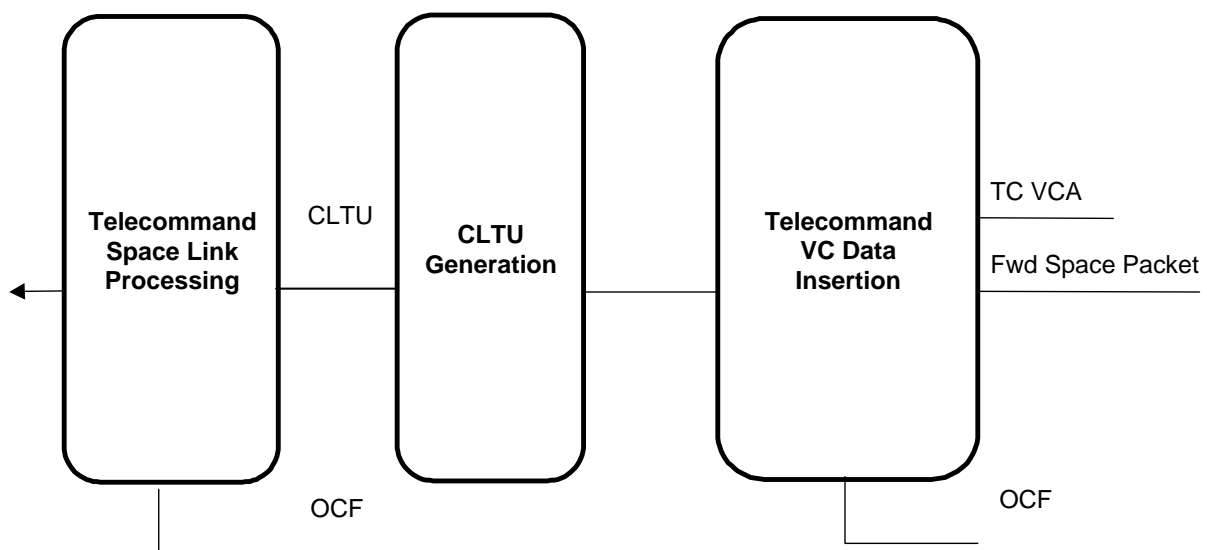 Telecommand
Space Link
Processing
CLTU
CLTU
Generation
Telecommand
VC Data
Insertion
TC VCA
Fwd Space Packet
OCF
OCF